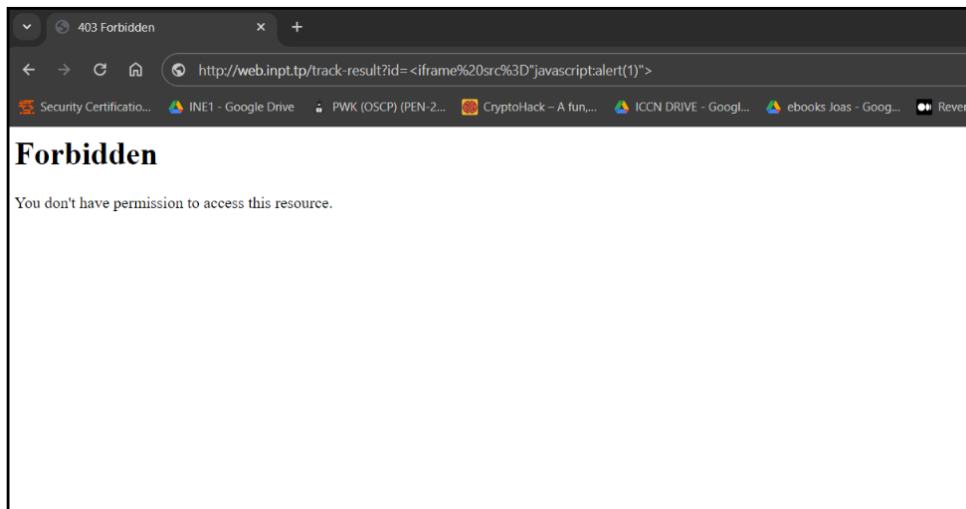 403 Forbidden
http://web.inpt.tp/track-result?id=<iframe%20src%3D"javascript:alert(1)">
Security Certificatio... INE1 - Google Drive PWK (OSCP) (PEN-2... CryptoHack – A fun,... ICCN DRIVE - Googl... ebooks Joas - Goog... Rever
Forbidden
You don't have permission to access this resource.